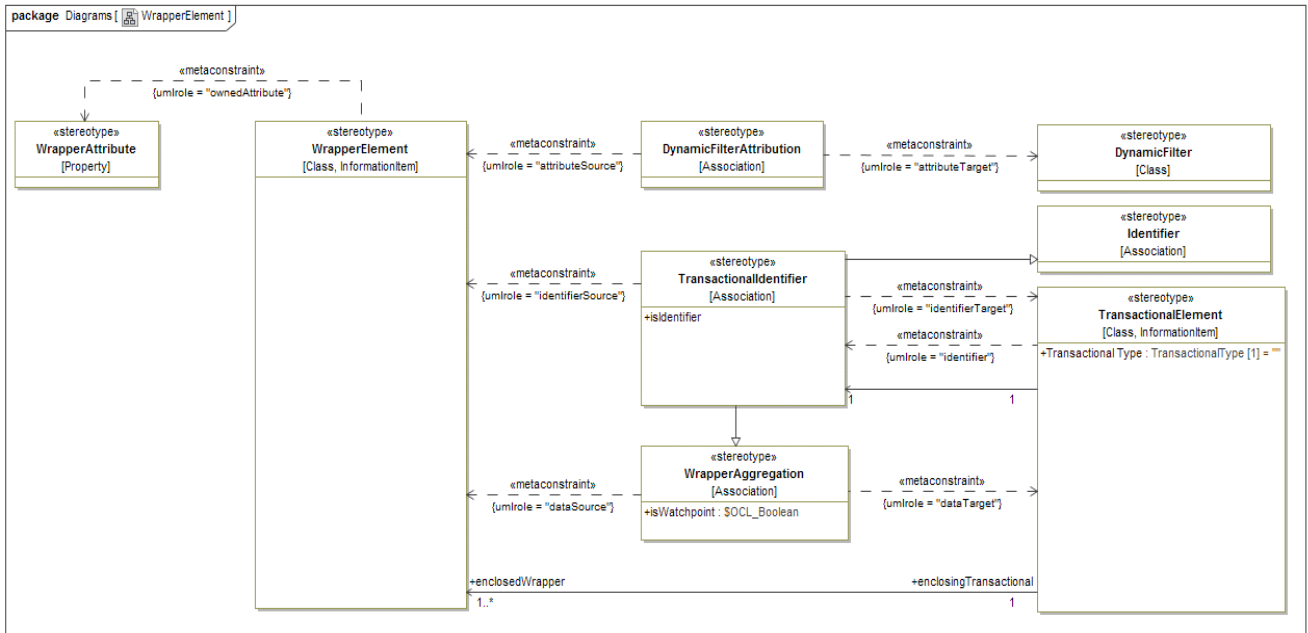 package Diagrams [ WrapperElement ]
«metaconstraint»
{umlrole = "ownedAttribute"}
«stereotype»
WrapperAttribute
[Property]
«stereotype»
WrapperElement
[Class, InformationItem]
«metaconstraint»
{umlrole = "attributeSource"}
«stereotype»
DynamicFilterAttribution
[Association]
«metaconstraint»
{umlrole = "attributeTarget"}
«stereotype»
DynamicFilter
[Class]
«stereotype»
Identifier
[Association]
«metaconstraint»
{umlrole = "identifierSource"}
«stereotype»
TransactionalIdentifier
[Association]
+isIdentifier
«metaconstraint»
{umlrole = "identifierTarget"}
«metaconstraint»
{umlrole = "identifier"}
1
1
«stereotype»
TransactionalElement
[Class, InformationItem]
+Transactional Type : TransactionalType [1] = ""
«metaconstraint»
{umlrole = "dataSource"}
«stereotype»
WrapperAggregation
[Association]
+isWatchpoint : $OCL_Boolean
«metaconstraint»
{umlrole = "dataTarget"}
+enclosedWrapper
1..*
+enclosingTransactional
1